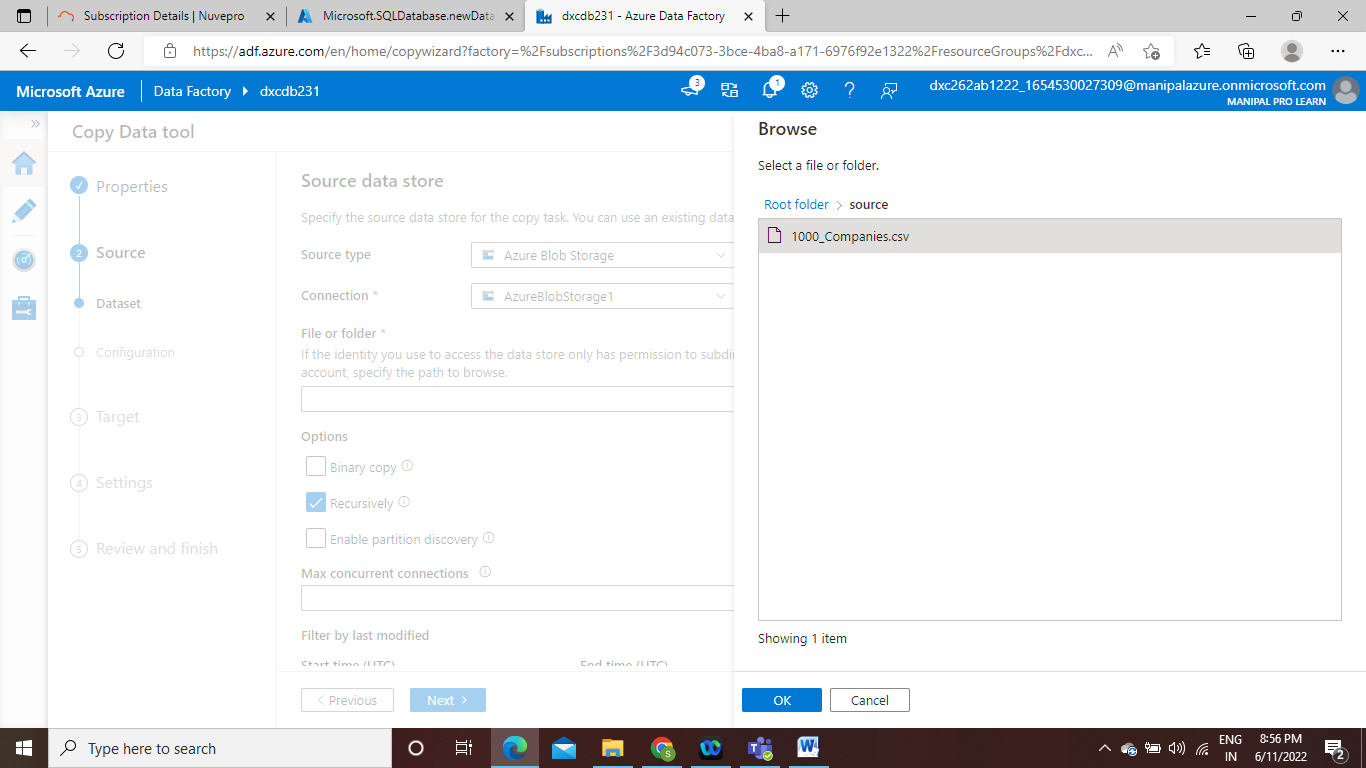 Subscription Details | Nuvepro
Microsoft.SQLDatabase.newData
dxcdb231 - Azure Data Factory
https://adf.azure.com/en/home/copywizard?factory=%2Fsubscriptions%2F3d94c073-3bce-4ba8-a171-6976f92e1322%2FresourceGroups%2Fdxc...
Microsoft Azure
Data Factory
dxcdb231
3
1
dxc262ab1222_1654530027309@manipalazure.onmicrosoft.com
MANIPAL PRO LEARN
Copy Data tool
Properties
2 Source
Dataset
Configuration
3 Target
4 Settings
5 Review and finish
Source data store
Specify the source data store for the copy task. You can use an existing data
Source type
Azure Blob Storage
Connection *
AzureBlobStorage1
File or folder *
If the identity you use to access the data store only has permission to subdi
account, specify the path to browse.
Options
Binary copy
Recursively
Enable partition discovery
Max concurrent connections
Filter by last modified
Start time (UTC)
End time (UTC)
< Previous
Next >
Browse
Select a file or folder.
Root folder > source
1000_Companies.csv
Showing 1 item
OK
Cancel
Type here to search
ENG
IN
8:56 PM
6/11/2022
2